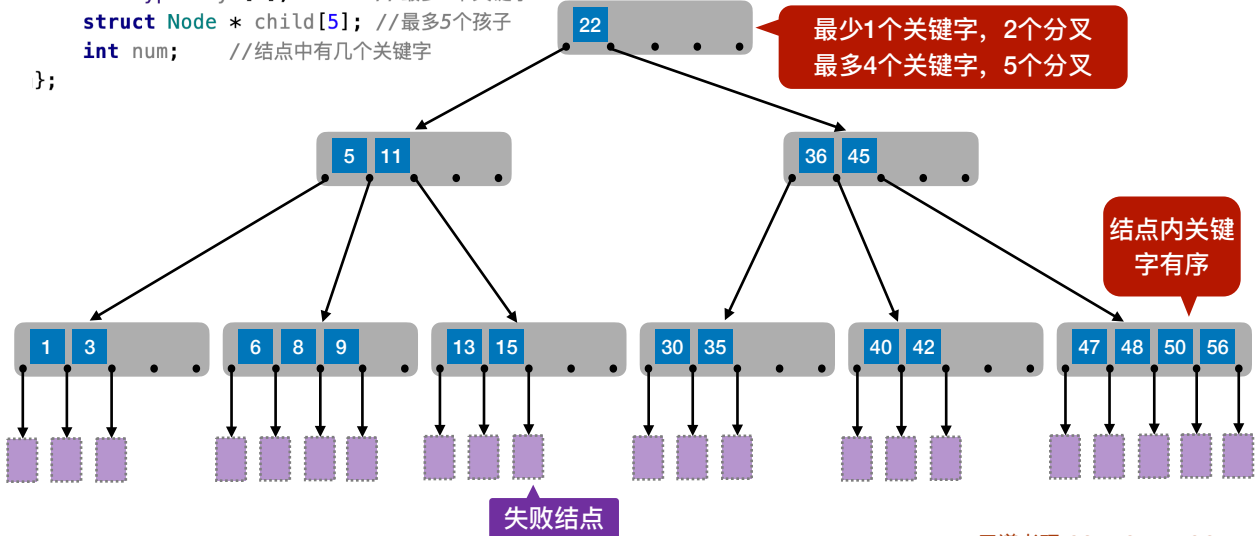 struct Node * child[5]; //最多5个孩子
int num;    //结点中有几个关键字
};
22
最少1个关键字，2个分叉
最多4个关键字，5个分叉
5 11
36 45
结点内关键
字有序
1 3
6 8 9
13 15
30 35
40 42
47 48 50 56
失败结点